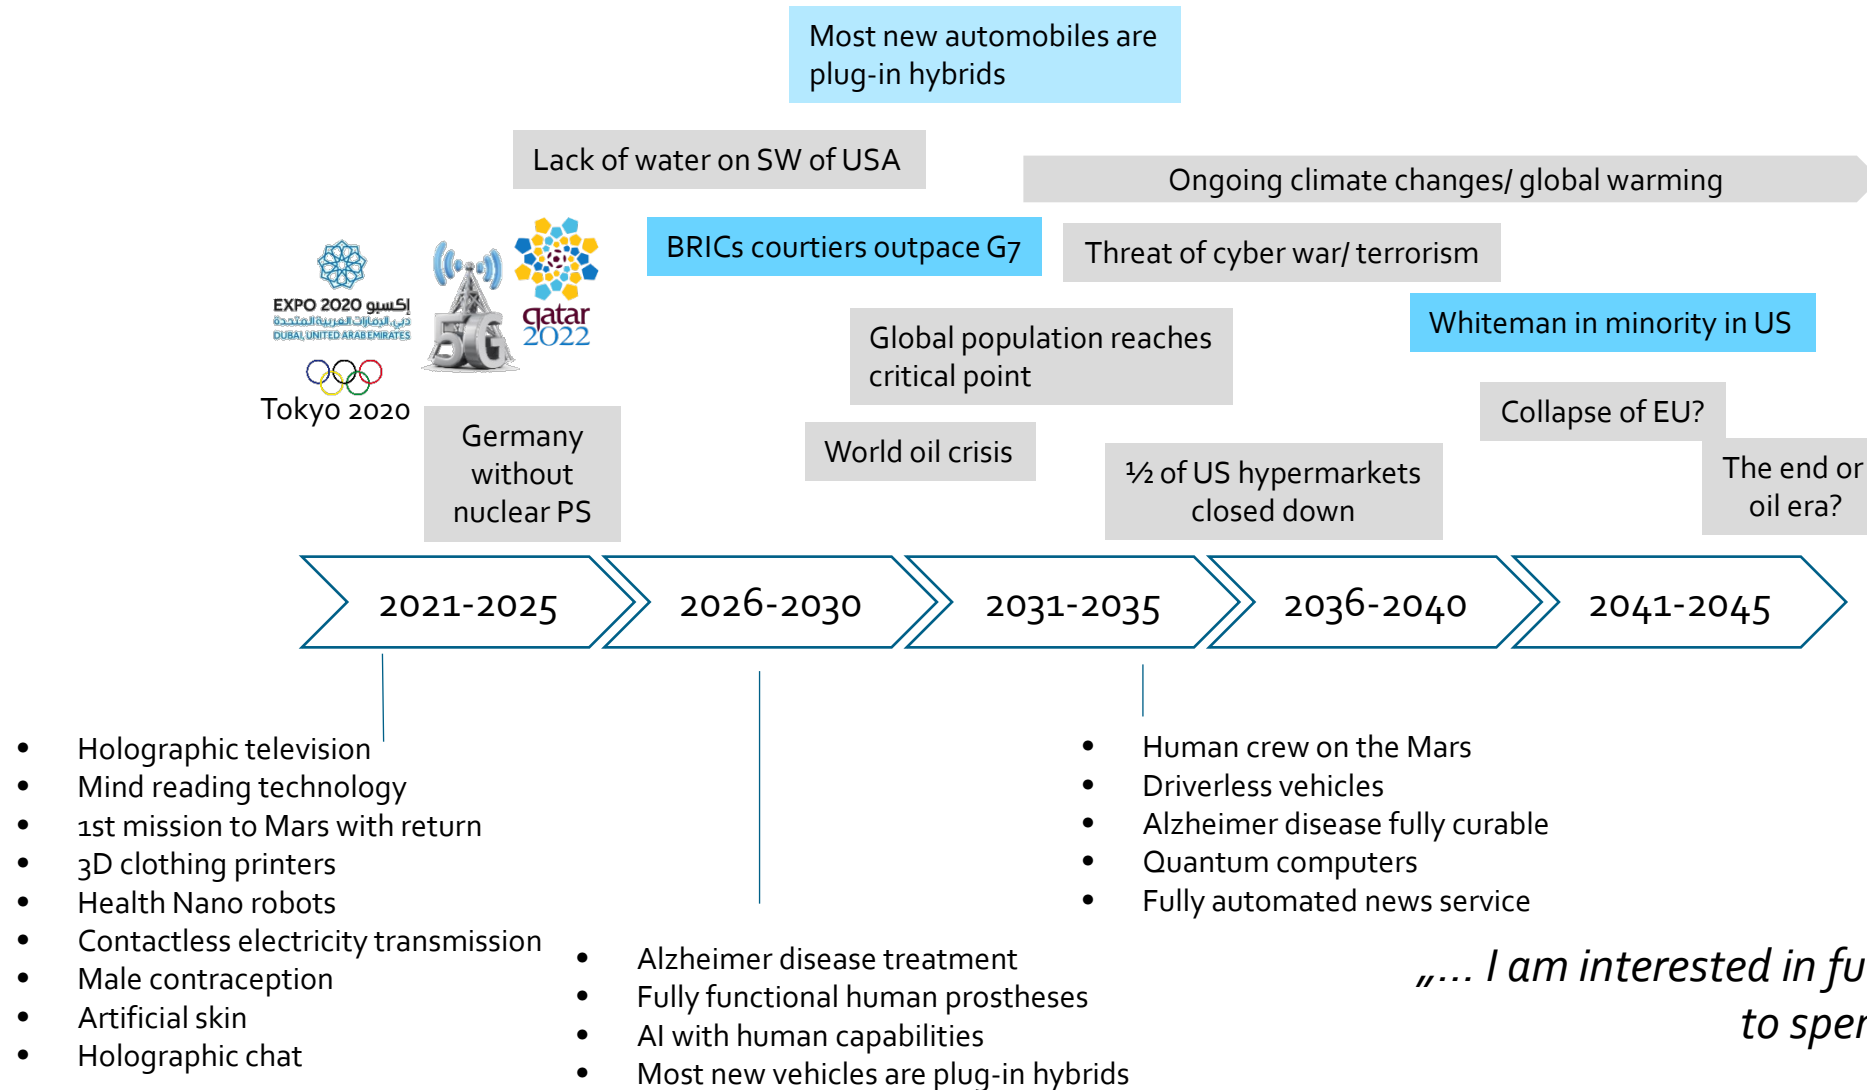 Most new automobiles are
plug-in hybrids
Lack of water on SW of USA
Ongoing climate changes/ global warming
BRICs courtiers outpace G7
Threat of cyber war/ terrorism
إكسبو EXPO 2020
دبي، الإمارات العربية المتحدة
DUBAI, UNITED ARAB EMIRATES
5G
qatar
2022
Whiteman in minority in US
Global population reaches
critical point
Tokyo 2020
Collapse of EU?
Germany
without
nuclear PS
World oil crisis
½ of US hypermarkets
closed down
The end or
oil era?
2021-2025
2026-2030
2031-2035
2036-2040
2041-2045
• Holographic television
• Mind reading technology
• 1st mission to Mars with return
• 3D clothing printers
• Health Nano robots
• Contactless electricity transmission
• Male contraception
• Artificial skin
• Holographic chat
• Alzheimer disease treatment
• Fully functional human prostheses
• AI with human capabilities
• Most new vehicles are plug-in hybrids
• Human crew on the Mars
• Driverless vehicles
• Alzheimer disease fully curable
• Quantum computers
• Fully automated news service
„... I am interested in fu
to sper